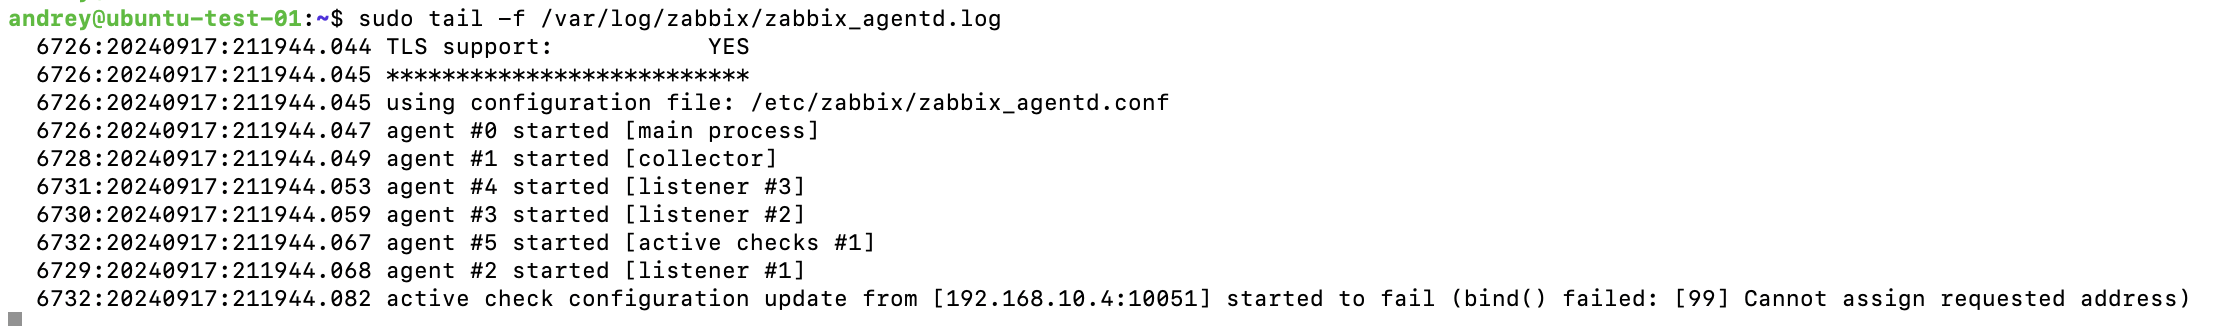 andrey@ubuntu-test-01:~$ sudo tail -f /var/log/zabbix/zabbix_agentd.log
6726:20240917:211944.044 TLS support:           YES
6726:20240917:211944.045 **************************
6726:20240917:211944.045 using configuration file: /etc/zabbix/zabbix_agentd.conf
6726:20240917:211944.047 agent #0 started [main process]
6728:20240917:211944.049 agent #1 started [collector]
6731:20240917:211944.053 agent #4 started [listener #3]
6730:20240917:211944.059 agent #3 started [listener #2]
6732:20240917:211944.067 agent #5 started [active checks #1]
6729:20240917:211944.068 agent #2 started [listener #1]
6732:20240917:211944.082 active check configuration update from [192.168.10.4:10051] started to fail (bind() failed: [99] Cannot assign requested address)